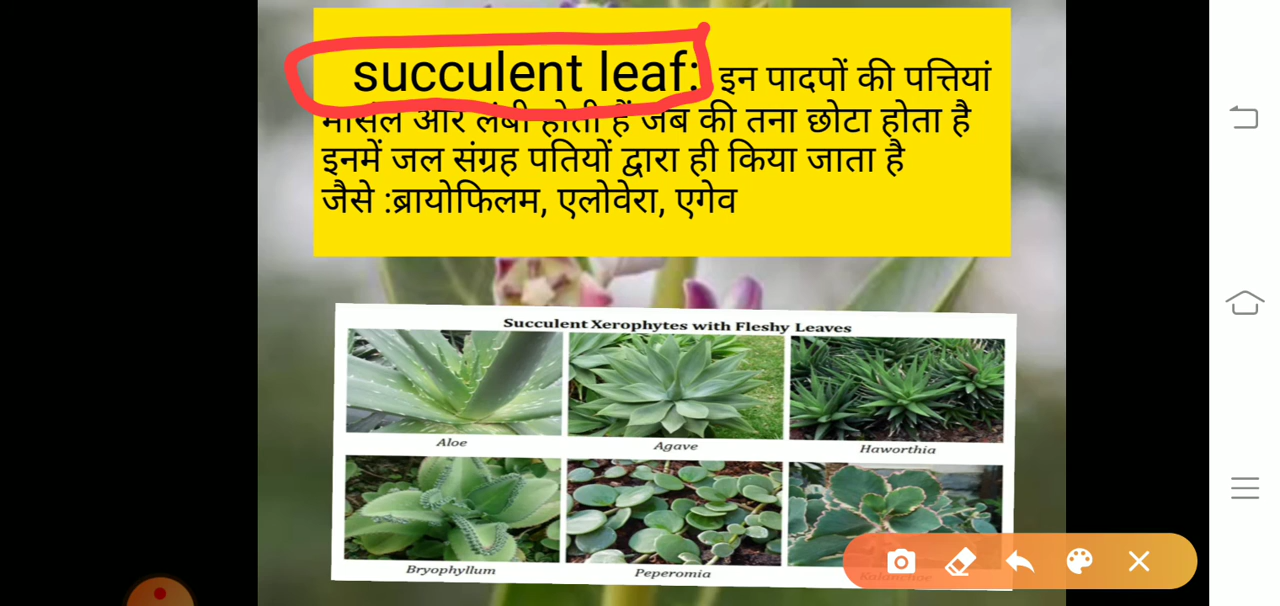 succulent leaf: इन पादपों की पत्तियां
मांसल और लंबी होती हैं जब की तना छोटा होता है
इनमें जल संग्रह पतियों द्वारा ही किया जाता है
जैसे :ब्रायोफिलम, एलोवेरा, एगेव
Succulent Xerophytes with Fleshy Leaves
Aloe
Agave
Haworthia
Bryophyllum
Peperomia
Kalanchoe